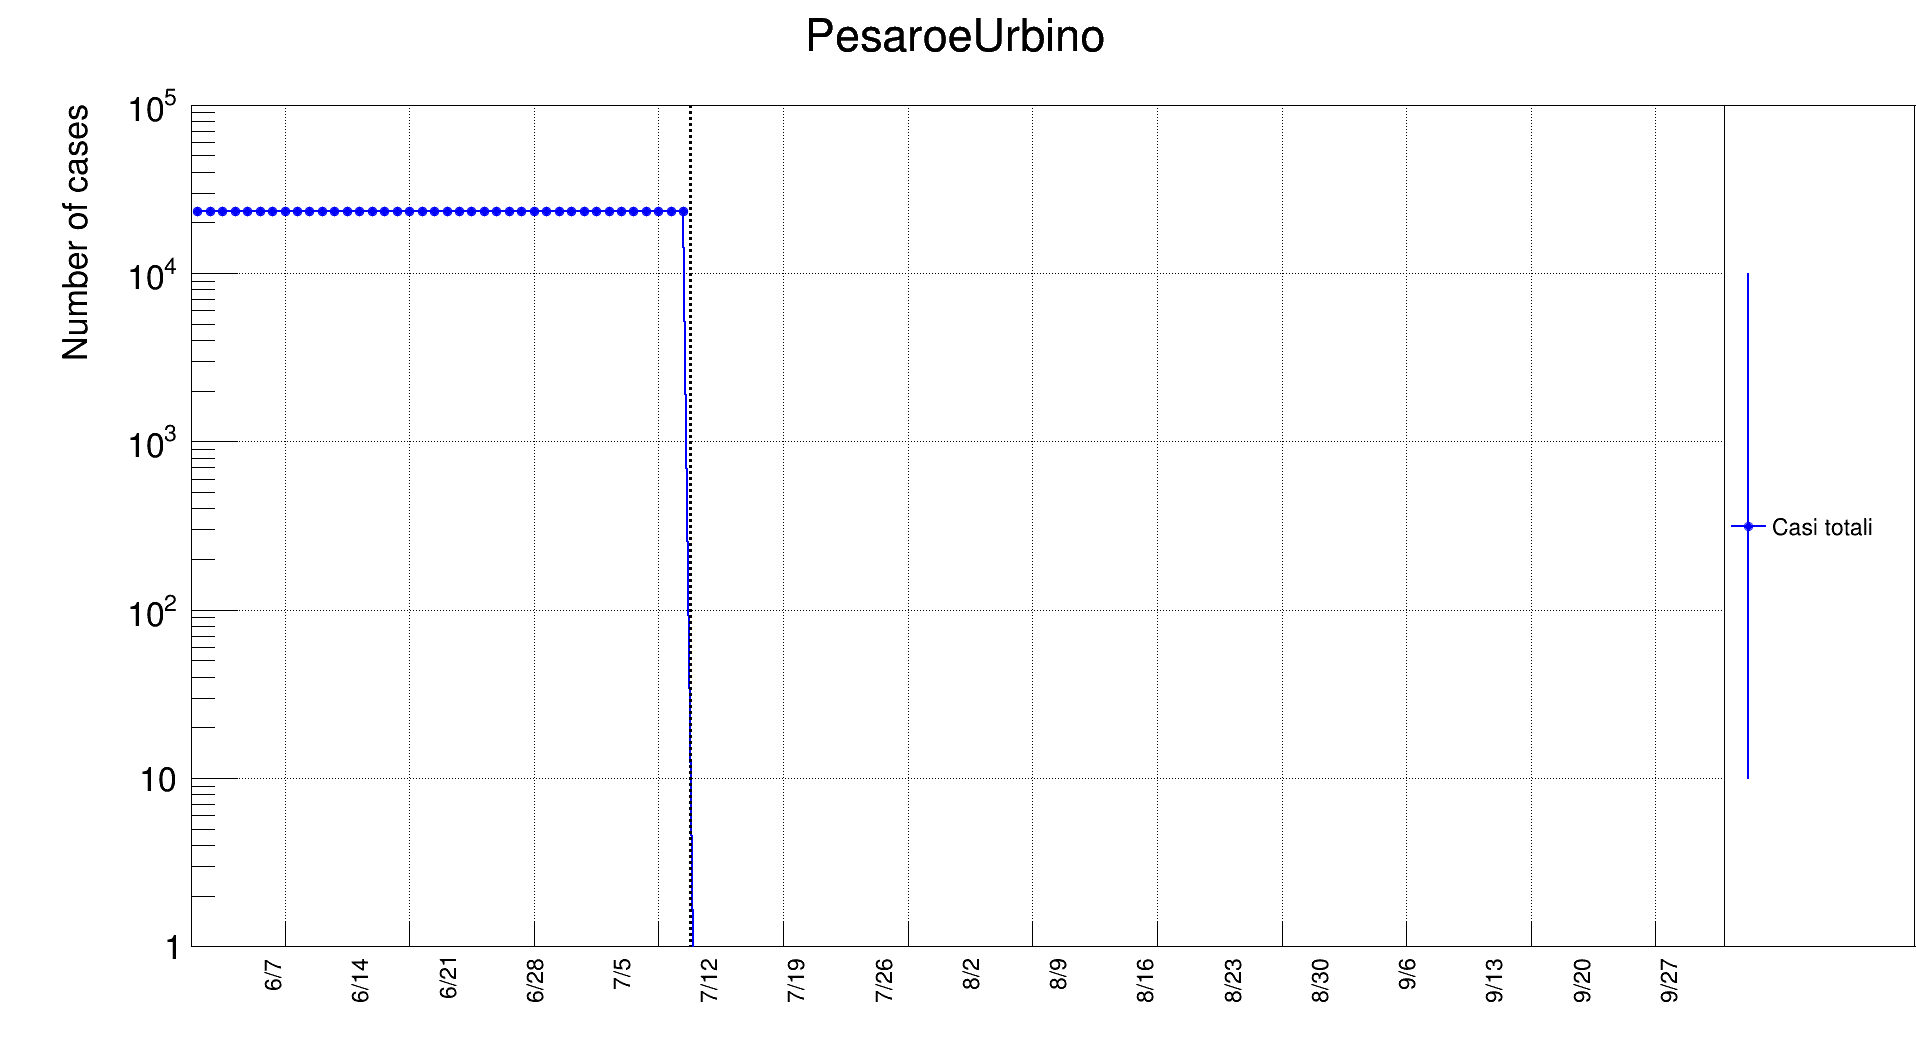 PesaroeUrbino
Number of cases
10^5
10^4
10^3
10^2
10
1
6/7 6/14 6/21 6/28 7/5 7/12 7/19 7/26 8/2 8/9 8/16 8/23 8/30 9/6 9/13 9/20 9/27
Casi totali